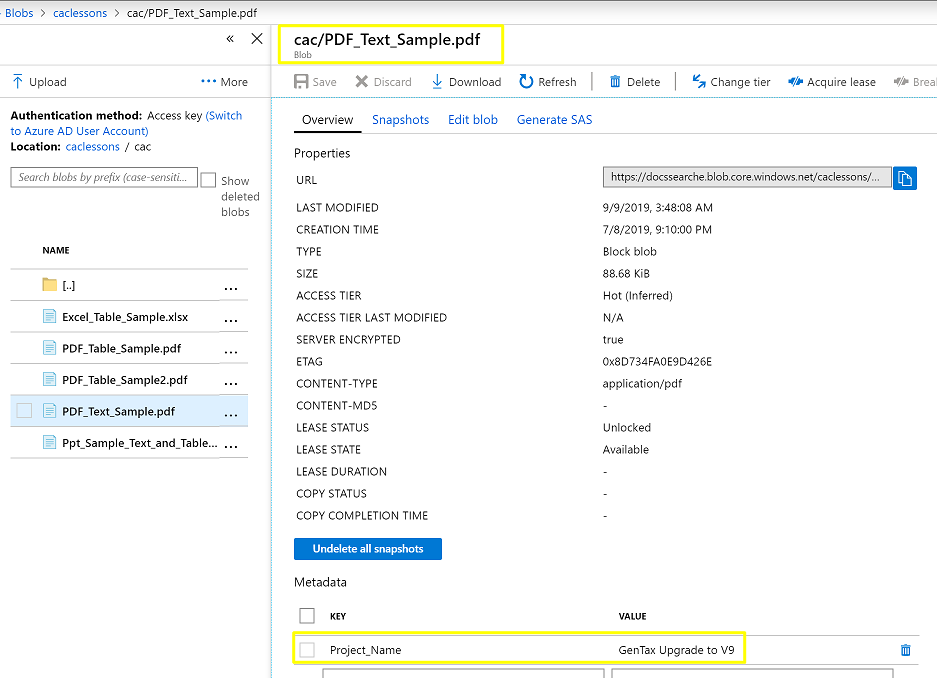 Blobs > caclessons > cac/PDF_Text_Sample.pdf
«
Upload
••• More
Authentication method: Access key (Switch
to Azure AD User Account)
Location: caclessons / cac
Search blobs by prefix (case-sensiti...
Show
deleted
blobs
NAME
[..]
...
Excel_Table_Sample.xlsx
...
PDF_Table_Sample.pdf
...
PDF_Table_Sample2.pdf
...
PDF_Text_Sample.pdf
...
Ppt_Sample_Text_and_Table...
...
cac/PDF_Text_Sample.pdf
Blob
Save Discard Download Refresh Delete Change tier Acquire lease Brea
Overview Snapshots Edit blob Generate SAS
Properties
URL https://docssearche.blob.core.windows.net/caclessons/...
LAST MODIFIED 9/9/2019, 3:48:08 AM
CREATION TIME 7/8/2019, 9:10:00 PM
TYPE Block blob
SIZE 88.68 KiB
ACCESS TIER Hot (Inferred)
ACCESS TIER LAST MODIFIED N/A
SERVER ENCRYPTED true
ETAG 0x8D734FA0E9D426E
CONTENT-TYPE application/pdf
CONTENT-MD5 -
LEASE STATUS Unlocked
LEASE STATE Available
LEASE DURATION -
COPY STATUS -
COPY COMPLETION TIME -
Undelete all snapshots
Metadata
KEY VALUE
Project_Name GenTax Upgrade to V9